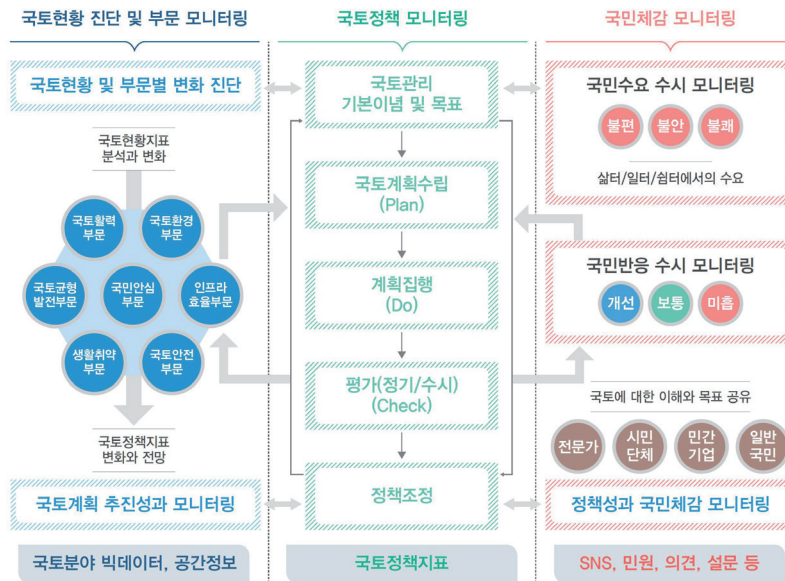 국토현황 진단 및 부문 모니터링
국토현황 및 부문별 변화 진단
국토현황지표
분석과 변화
국토활력
부문
국토환경
부문
국토균형
발전부문
국민안심
부문
인프라
효율부문
생활취약
부문
국토안전
부문
국토정책지표
변화와 전망
국토계획 추진성과 모니터링
국토분야 빅데이터, 공간정보
국토정책 모니터링
국토관리
기본이념 및 목표
국토계획수립
(Plan)
계획집행
(Do)
평가(정기/수시)
(Check)
정책조정
국토정책지표
국민체감 모니터링
국민수요 수시 모니터링
불편
불안
불쾌
삶터/일터/쉼터에서의 수요
국민반응 수시 모니터링
개선
보통
미흡
국토에 대한 이해와 목표 공유
전문가
시민
단체
민간
기업
일반
국민
정책성과 국민체감 모니터링
SNS, 민원, 의견, 설문 등